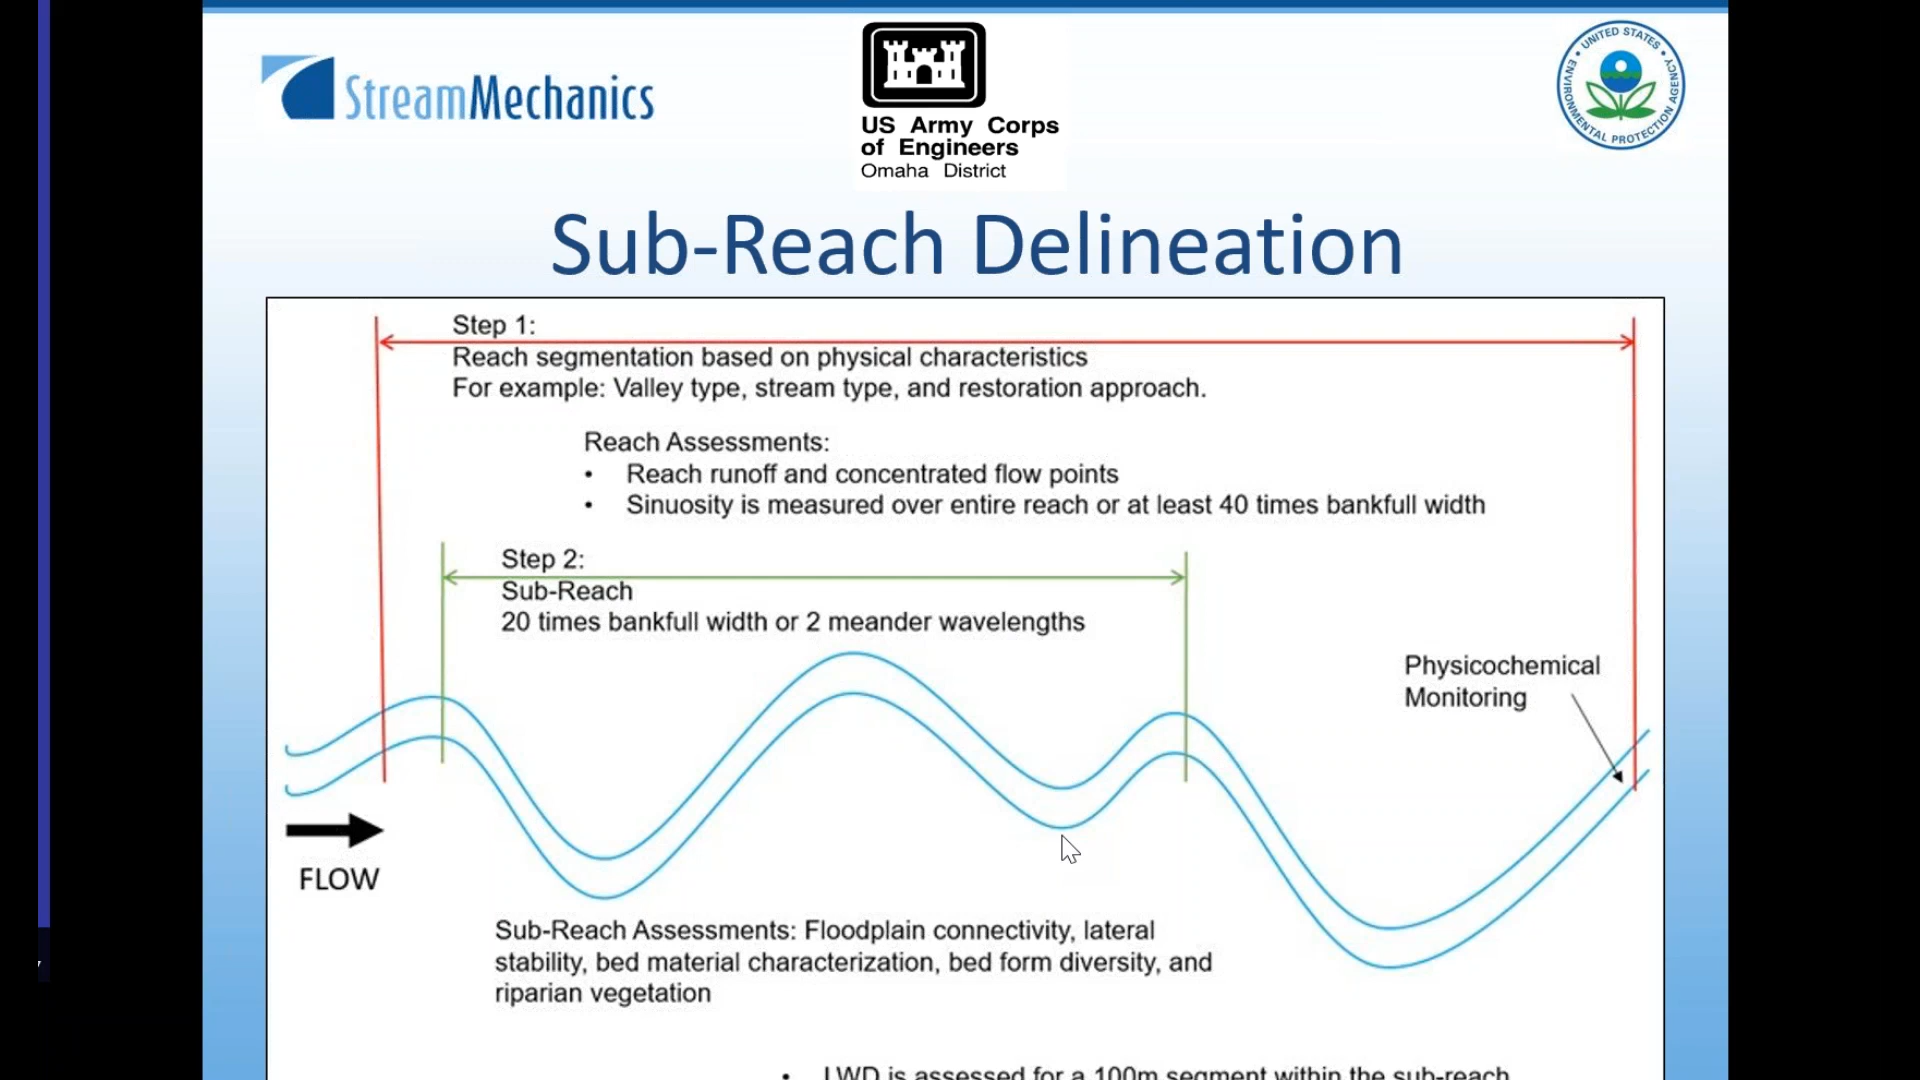 StreamMechanics
US Army Corps
of Engineers
Omaha District
UNITED STATES
ENVIRONMENTAL PROTECTION AGENCY
Sub-Reach Delineation
Step 1:
Reach segmentation based on physical characteristics
For example: Valley type, stream type, and restoration approach.
Reach Assessments:
• Reach runoff and concentrated flow points
• Sinuosity is measured over entire reach or at least 40 times bankfull width
Step 2:
Sub-Reach
20 times bankfull width or 2 meander wavelengths
Physicochemical
Monitoring
FLOW
Sub-Reach Assessments: Floodplain connectivity, lateral
stability, bed material characterization, bed form diversity, and
riparian vegetation
• LWD is assessed for a 100m segment within the sub-reach